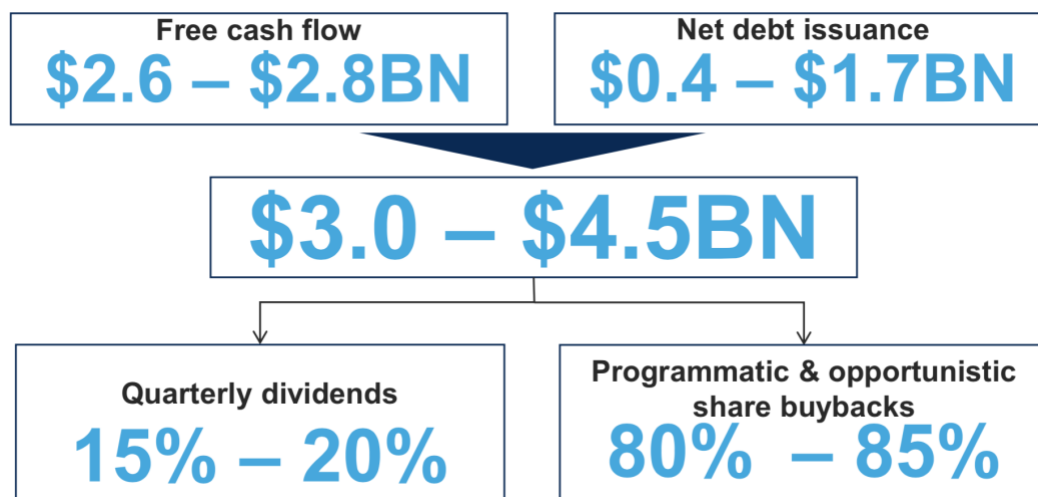 Free cash flow
$2.6 – $2.8BN
Net debt issuance
$0.4 – $1.7BN
$3.0 – $4.5BN
Quarterly dividends
15% – 20%
Programmatic & opportunistic
share buybacks
80% – 85%